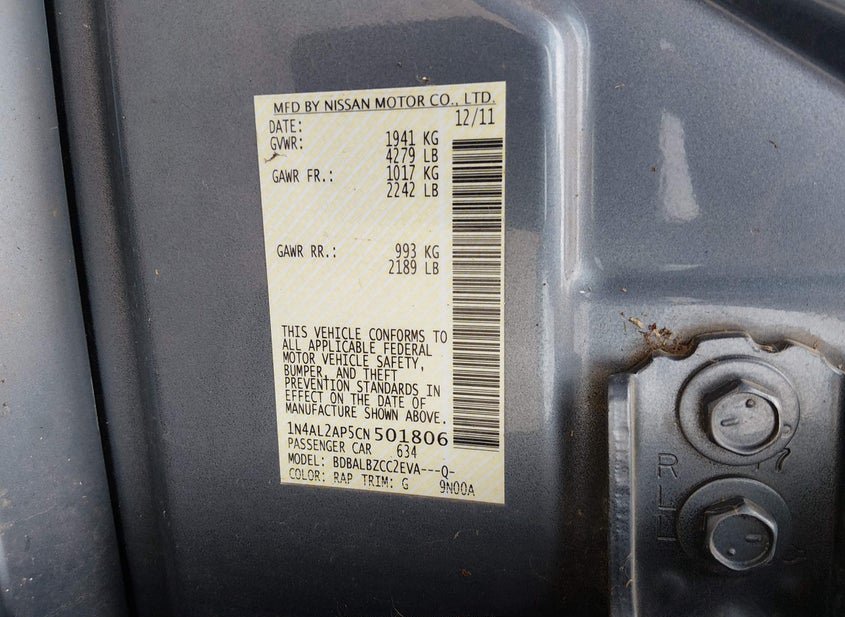 MFD BY NISSAN MOTOR CO., LTD.
DATE: 12/11
GVWR: 1941 KG
4279 LB
GAWR FR.: 1017 KG
2242 LB
GAWR RR.: 993 KG
2189 LB
THIS VEHICLE CONFORMS TO
ALL APPLICABLE FEDERAL
MOTOR VEHICLE SAFETY,
BUMPER, AND THEFT
PREVENTION STANDARDS IN
EFFECT ON THE DATE OF
MANUFACTURE SHOWN ABOVE.
1N4AL2AP5CN501806
PASSENGER CAR 634
MODEL: BDBALBZCC2EVA---Q-
COLOR: RAP TRIM: G 9N00A
R
L
7